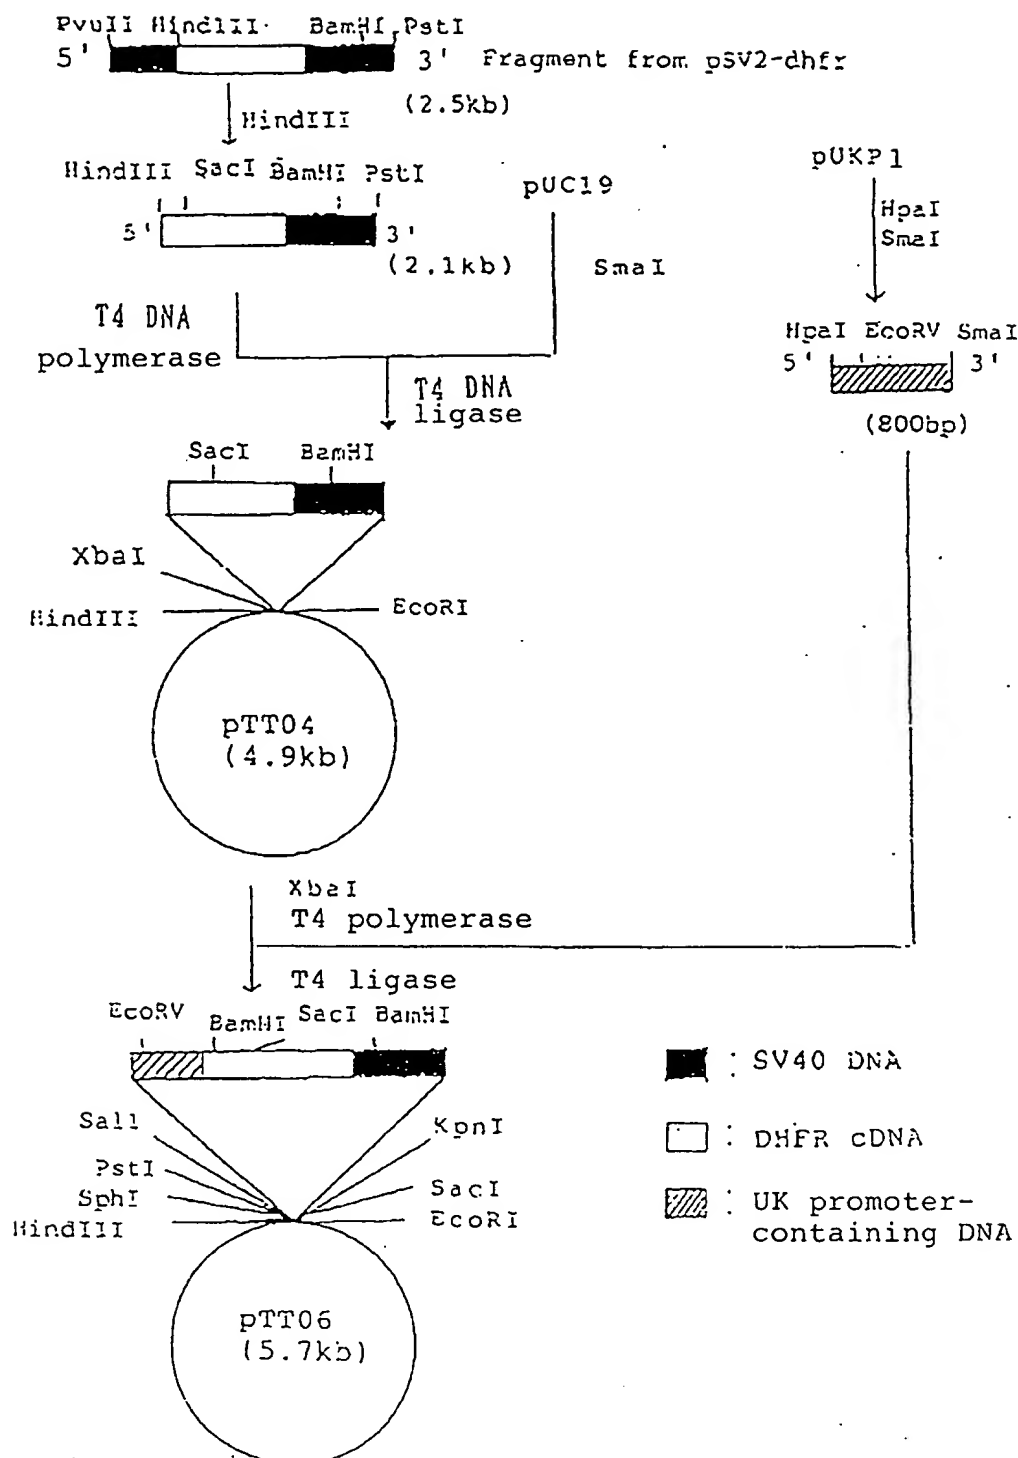 PvuII HindIII BamHI PstI
5' 3' Fragment from pSV2-dhfr
(2.5kb)
HindIII
HindIII SacI BamHI PstI
5' 3'
(2.1kb)
pUC19
SmaI
pUKP1
HpaI
SmaI
HpaI EcoRV SmaI
5' 3'
(800bp)
T4 DNA
polymerase
T4 DNA
ligase
SacI BamHI
XbaI
HindIII EcoRI
pTT04
(4.9kb)
XbaI
T4 polymerase
T4 ligase
EcoRV BamHI SacI BamHI
SalI KpnI
PstI
SphI SacI
HindIII EcoRI
pTT06
(5.7kb)
: SV40 DNA
: DHFR cDNA
: UK promoter-
containing DNA